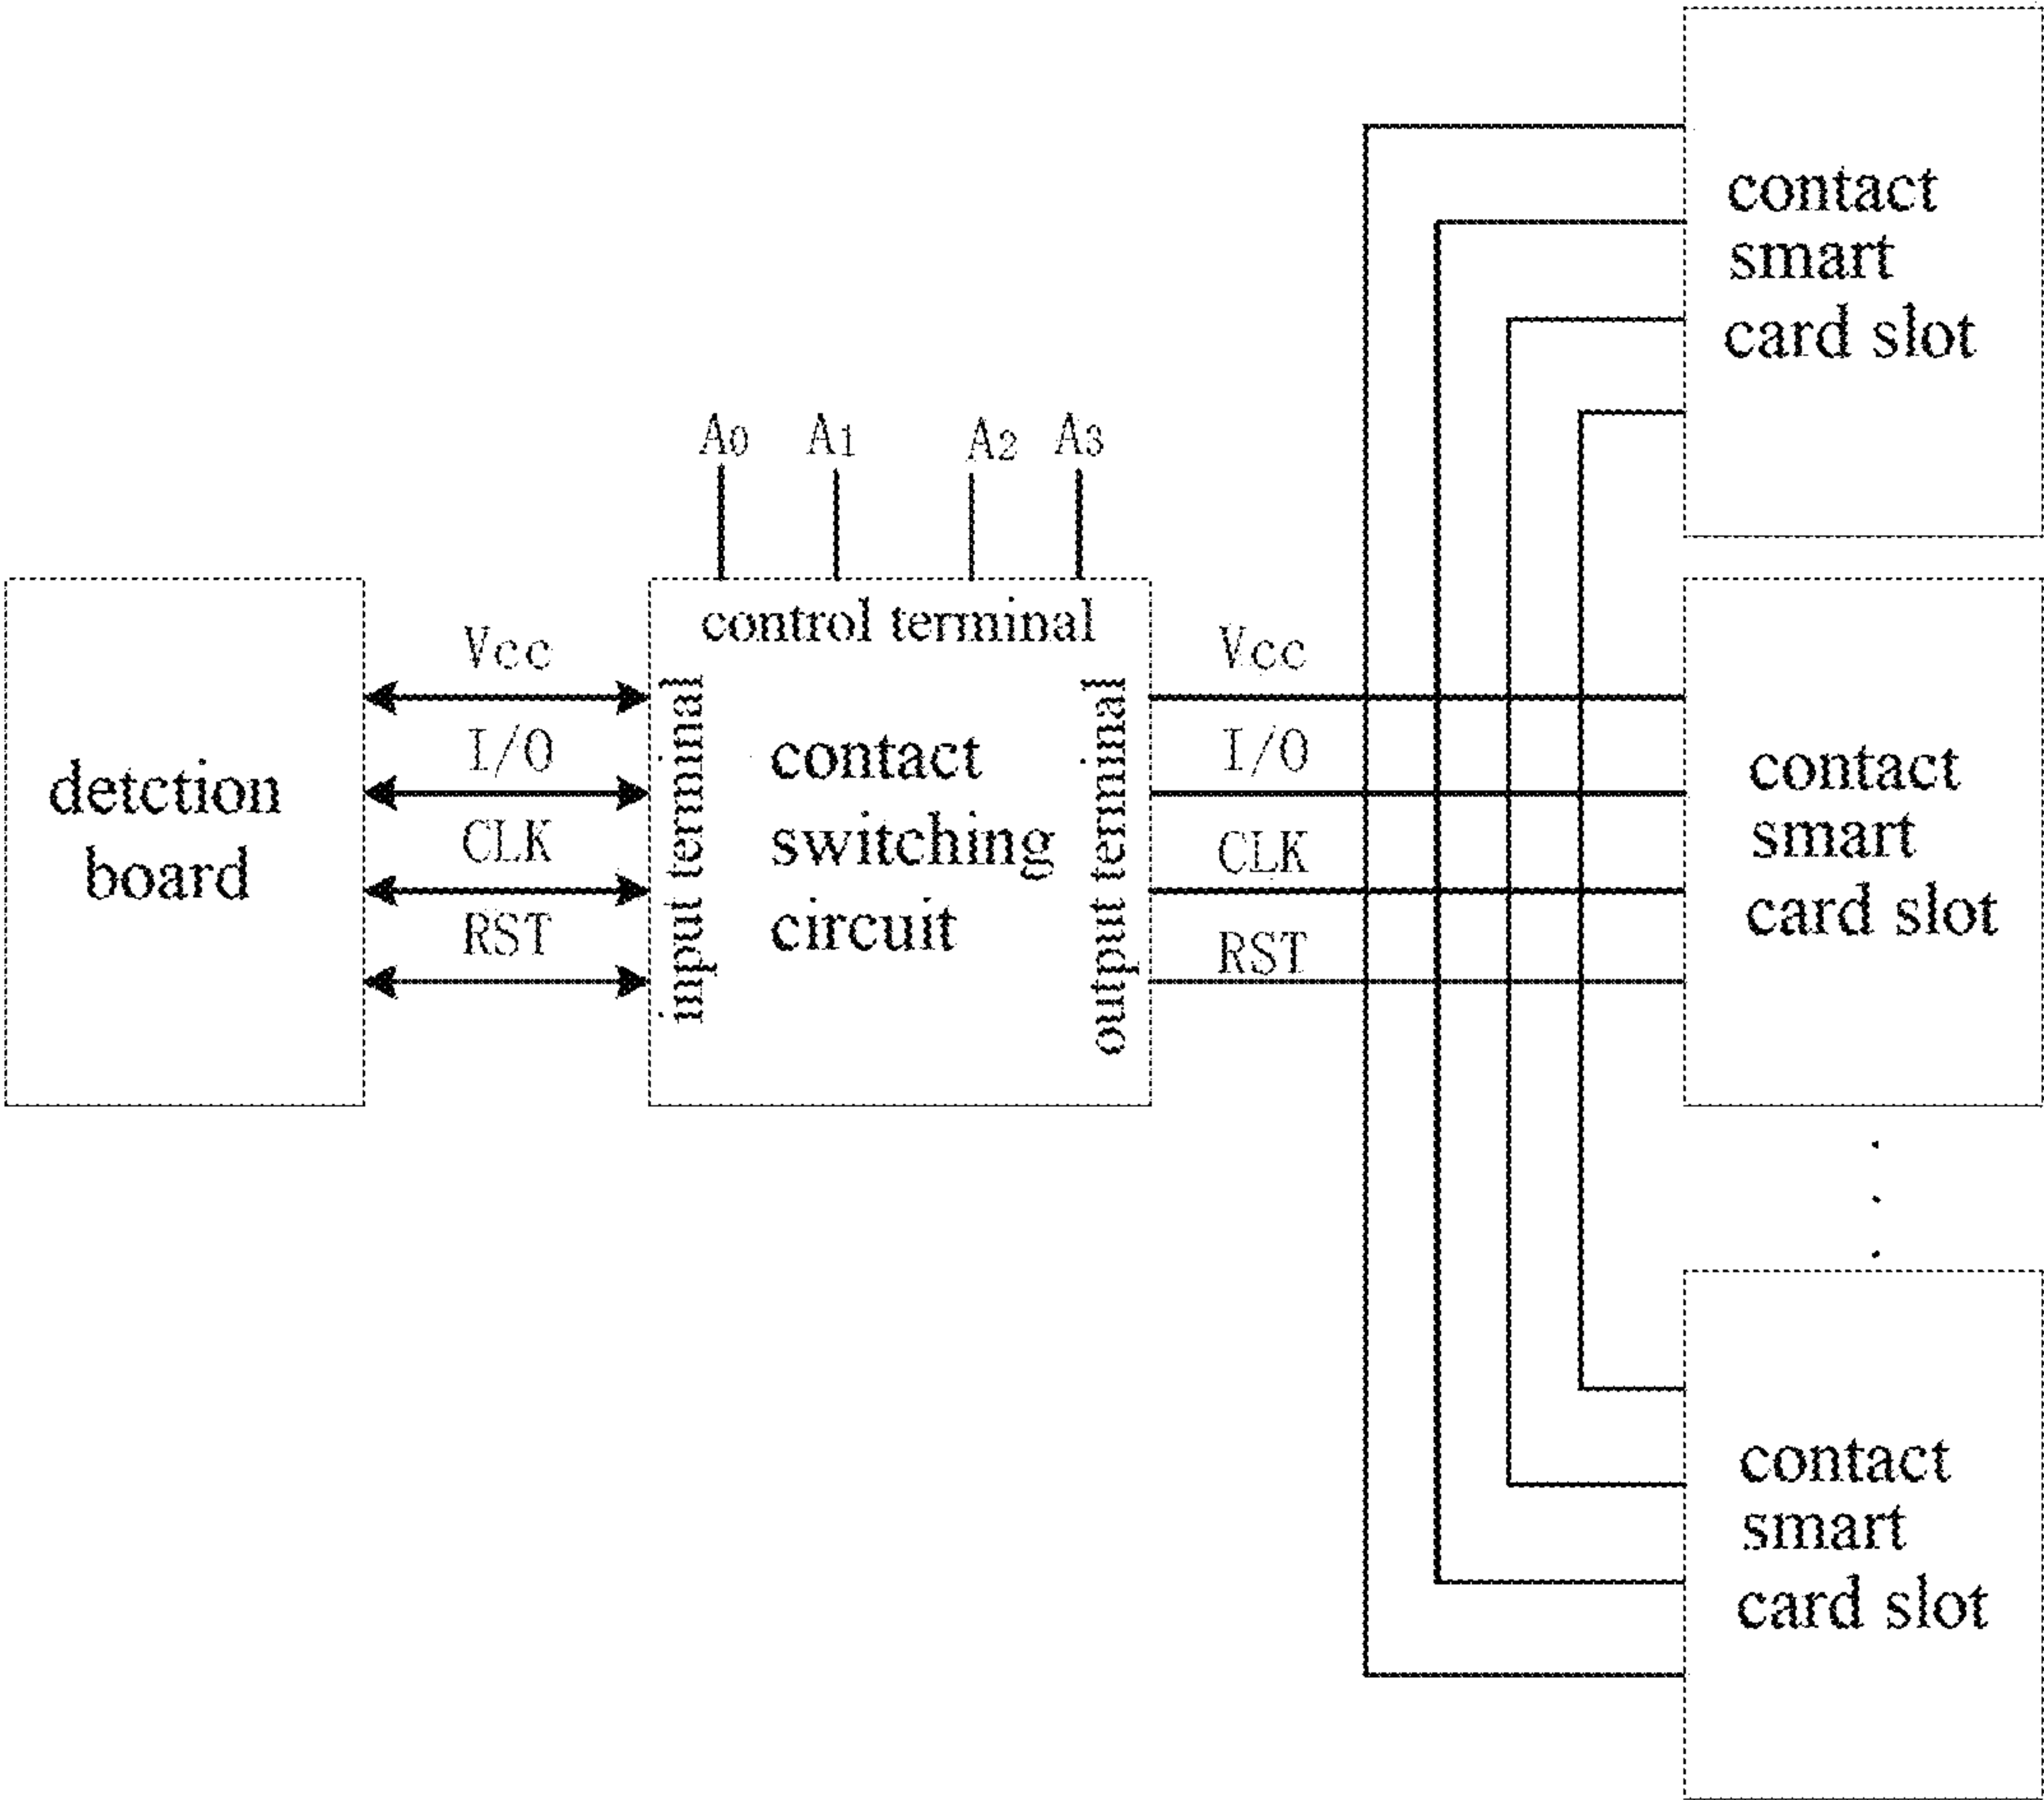 contact
smart
card slot
A0 A1 A2 A3
control terminal
Vcc
I/O
CLK
RST
detction
board
input terminal
contact
switching
circuit
output terminal
Vcc
I/O
CLK
RST
contact
smart
card slot
contact
smart
card slot